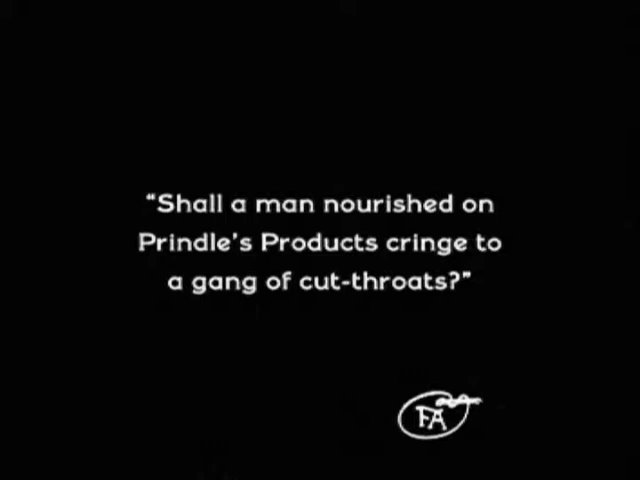 “Shall a man nourished on
Prindle’s Products cringe to
a gang of cut-throats?”
FA